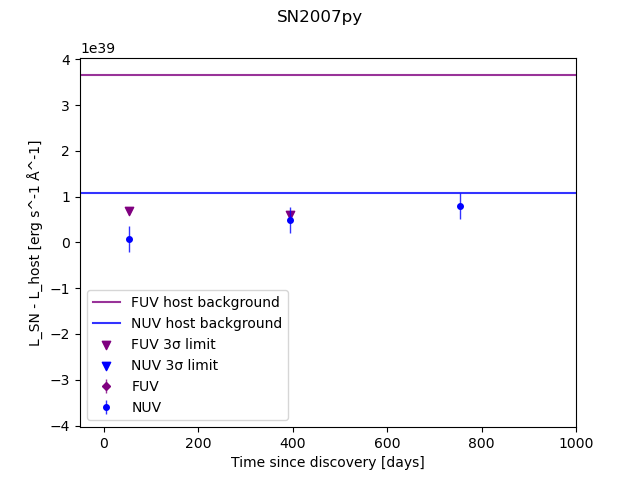 SN2007py
1e39
4
3
2
1
0
−1
−2
−3
−4
L_SN - L_host [erg s^-1 Å^-1]
FUV host background
NUV host background
FUV 3σ limit
NUV 3σ limit
FUV
NUV
0 200 400 600 800 1000
Time since discovery [days]